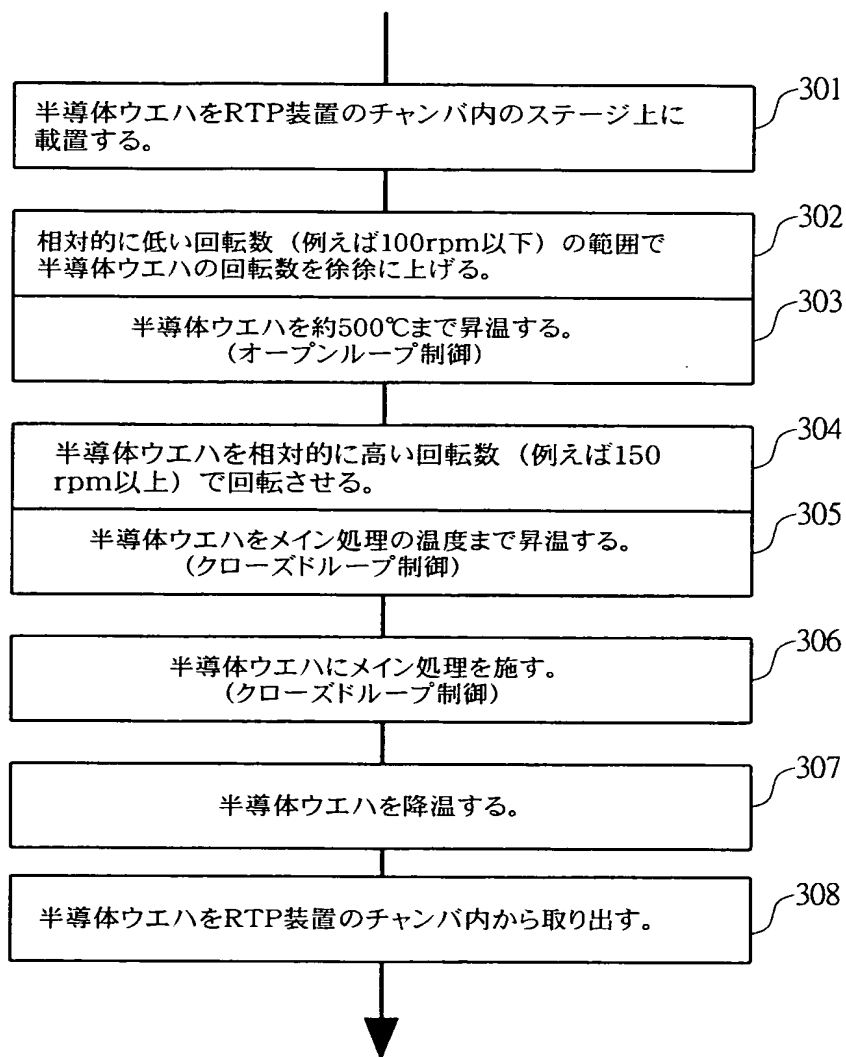 301
半導体ウエハをRTP装置のチャンバ内のステージ上に
載置する。
302
相対的に低い回転数（例えば100rpm以下）の範囲で
半導体ウエハの回転数を徐徐に上げる。
303
半導体ウエハを約500℃まで昇温する。
（オープンループ制御）
304
半導体ウエハを相対的に高い回転数（例えば150
rpm以上）で回転させる。
305
半導体ウエハをメイン処理の温度まで昇温する。
（クローズドループ制御）
306
半導体ウエハにメイン処理を施す。
（クローズドループ制御）
307
半導体ウエハを降温する。
308
半導体ウエハをRTP装置のチャンバ内から取り出す。